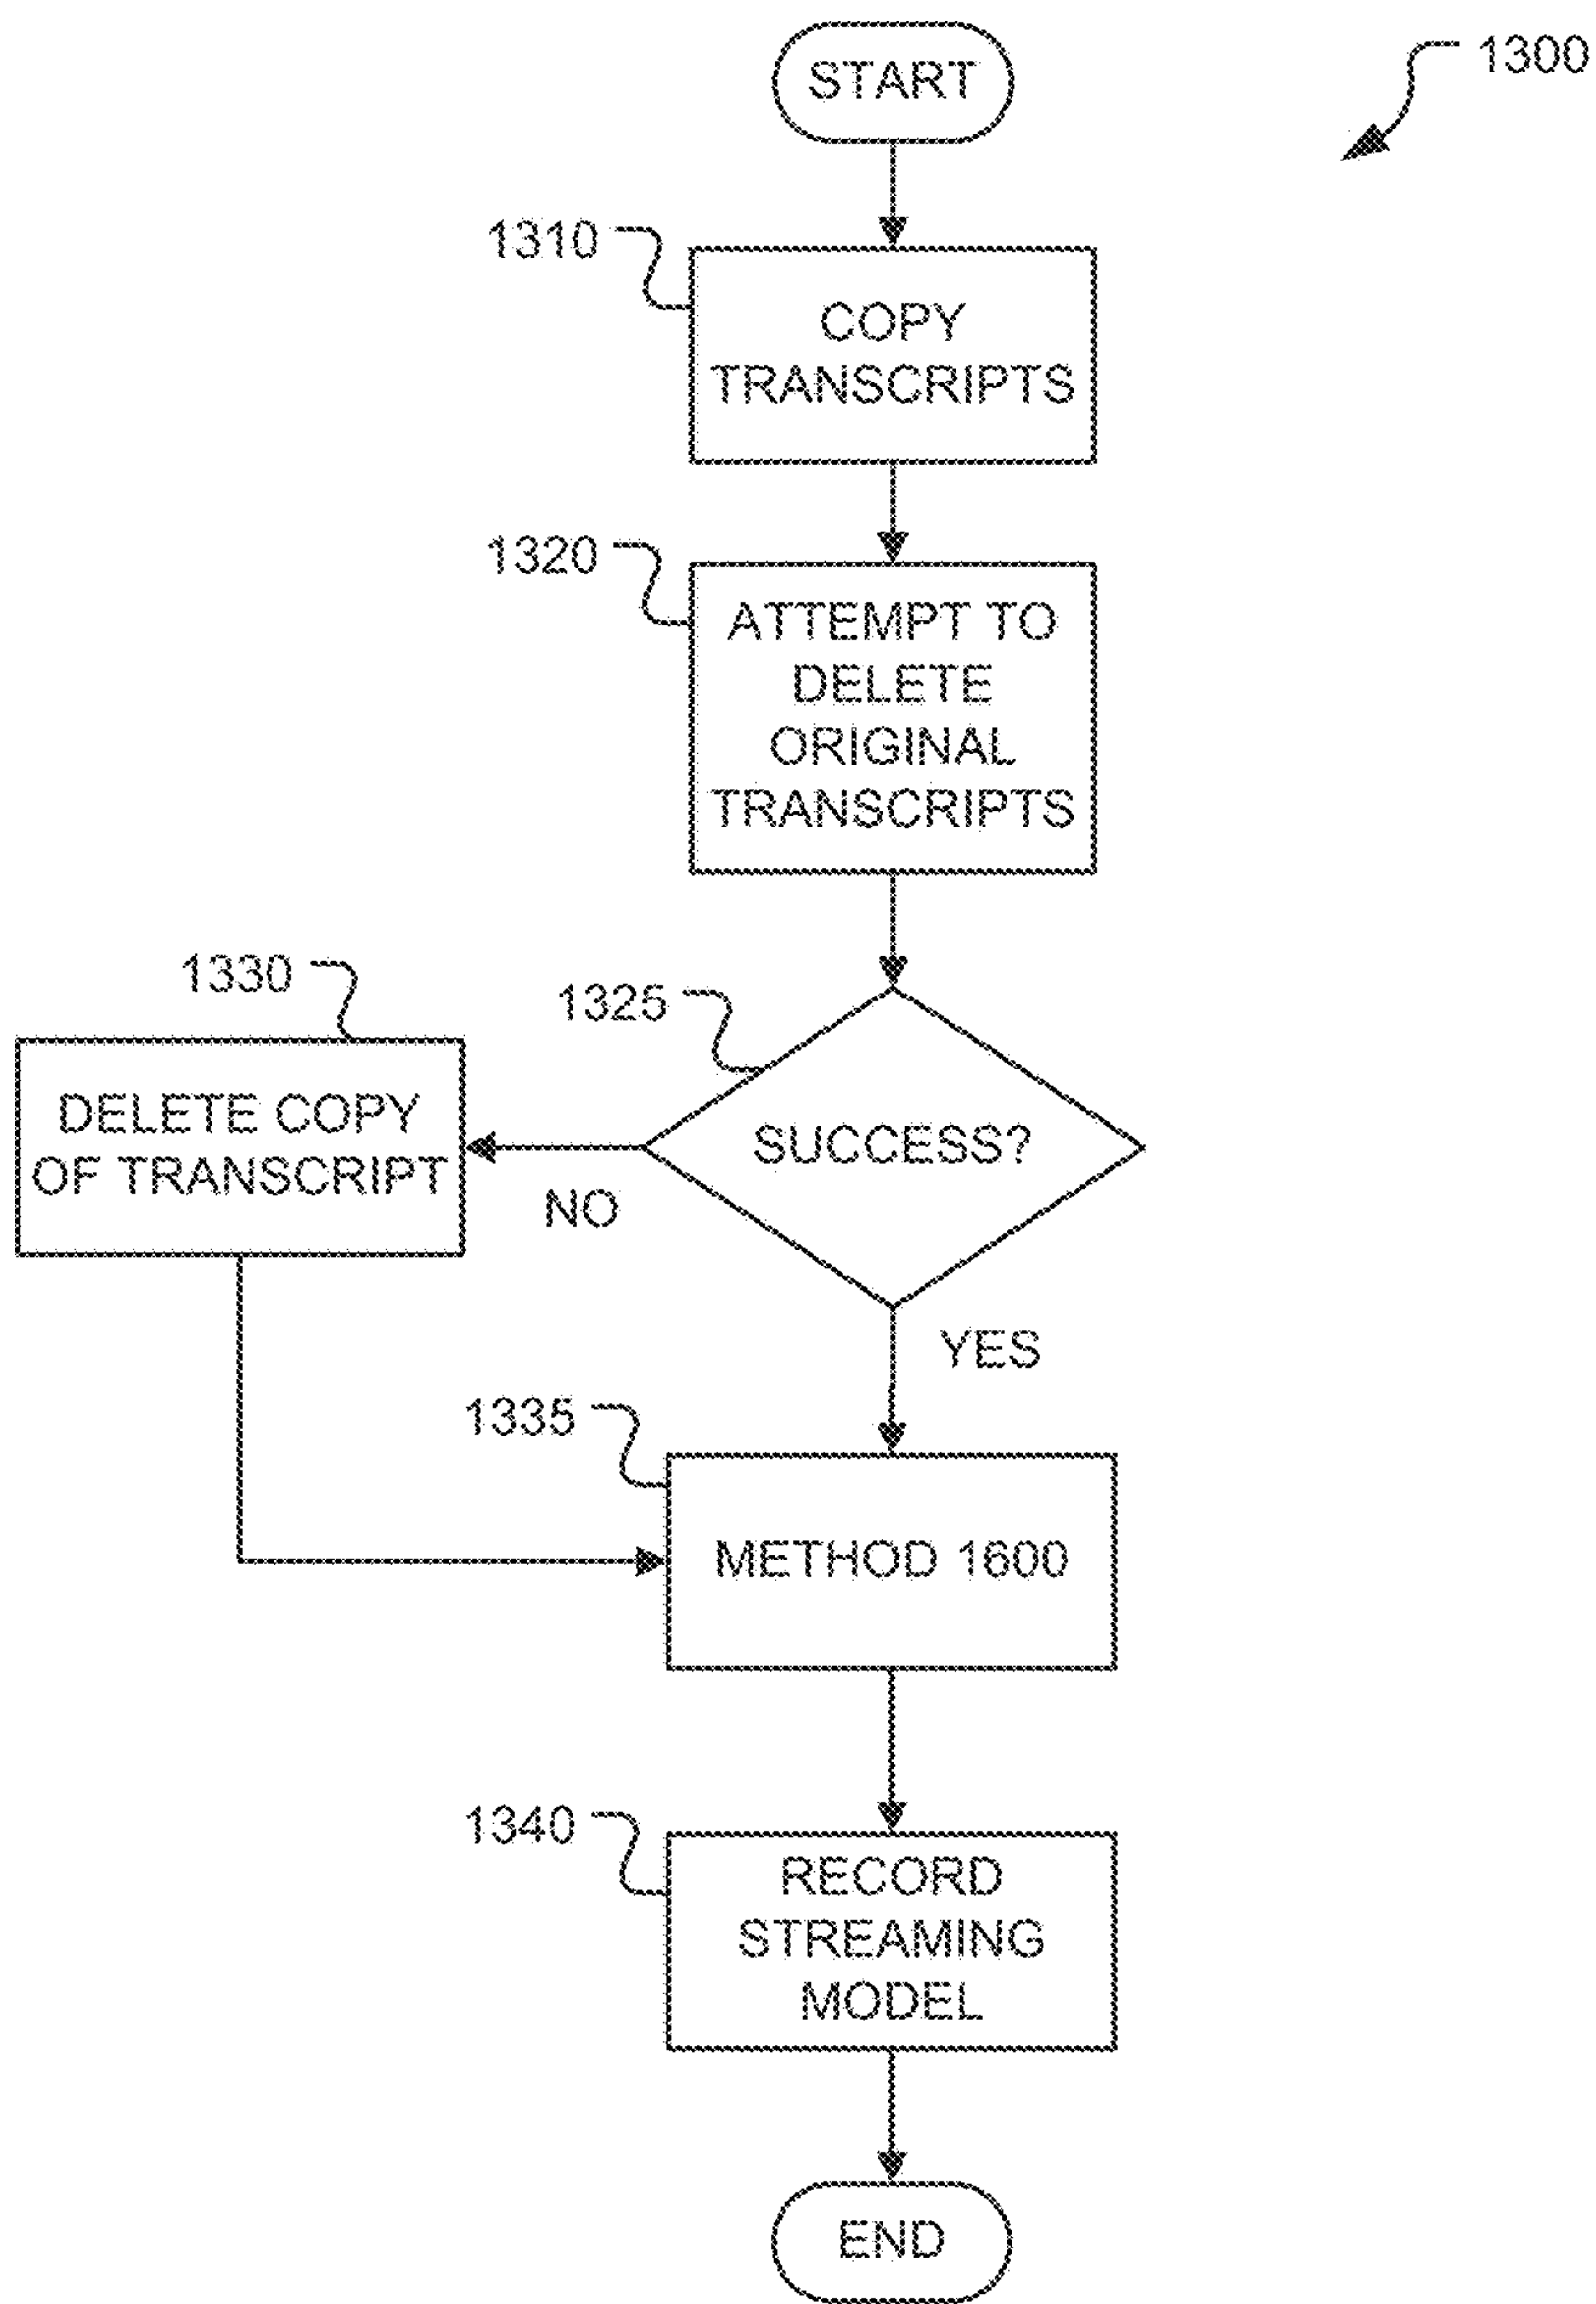 START
1300
1310
COPY
TRANSCRIPTS
1320
ATTEMPT TO
DELETE
ORIGINAL
TRANSCRIPTS
1330
1325
DELETE COPY
OF TRANSCRIPT
SUCCESS?
NO
YES
1335
METHOD 1600
1340
RECORD
STREAMING
MODEL
END